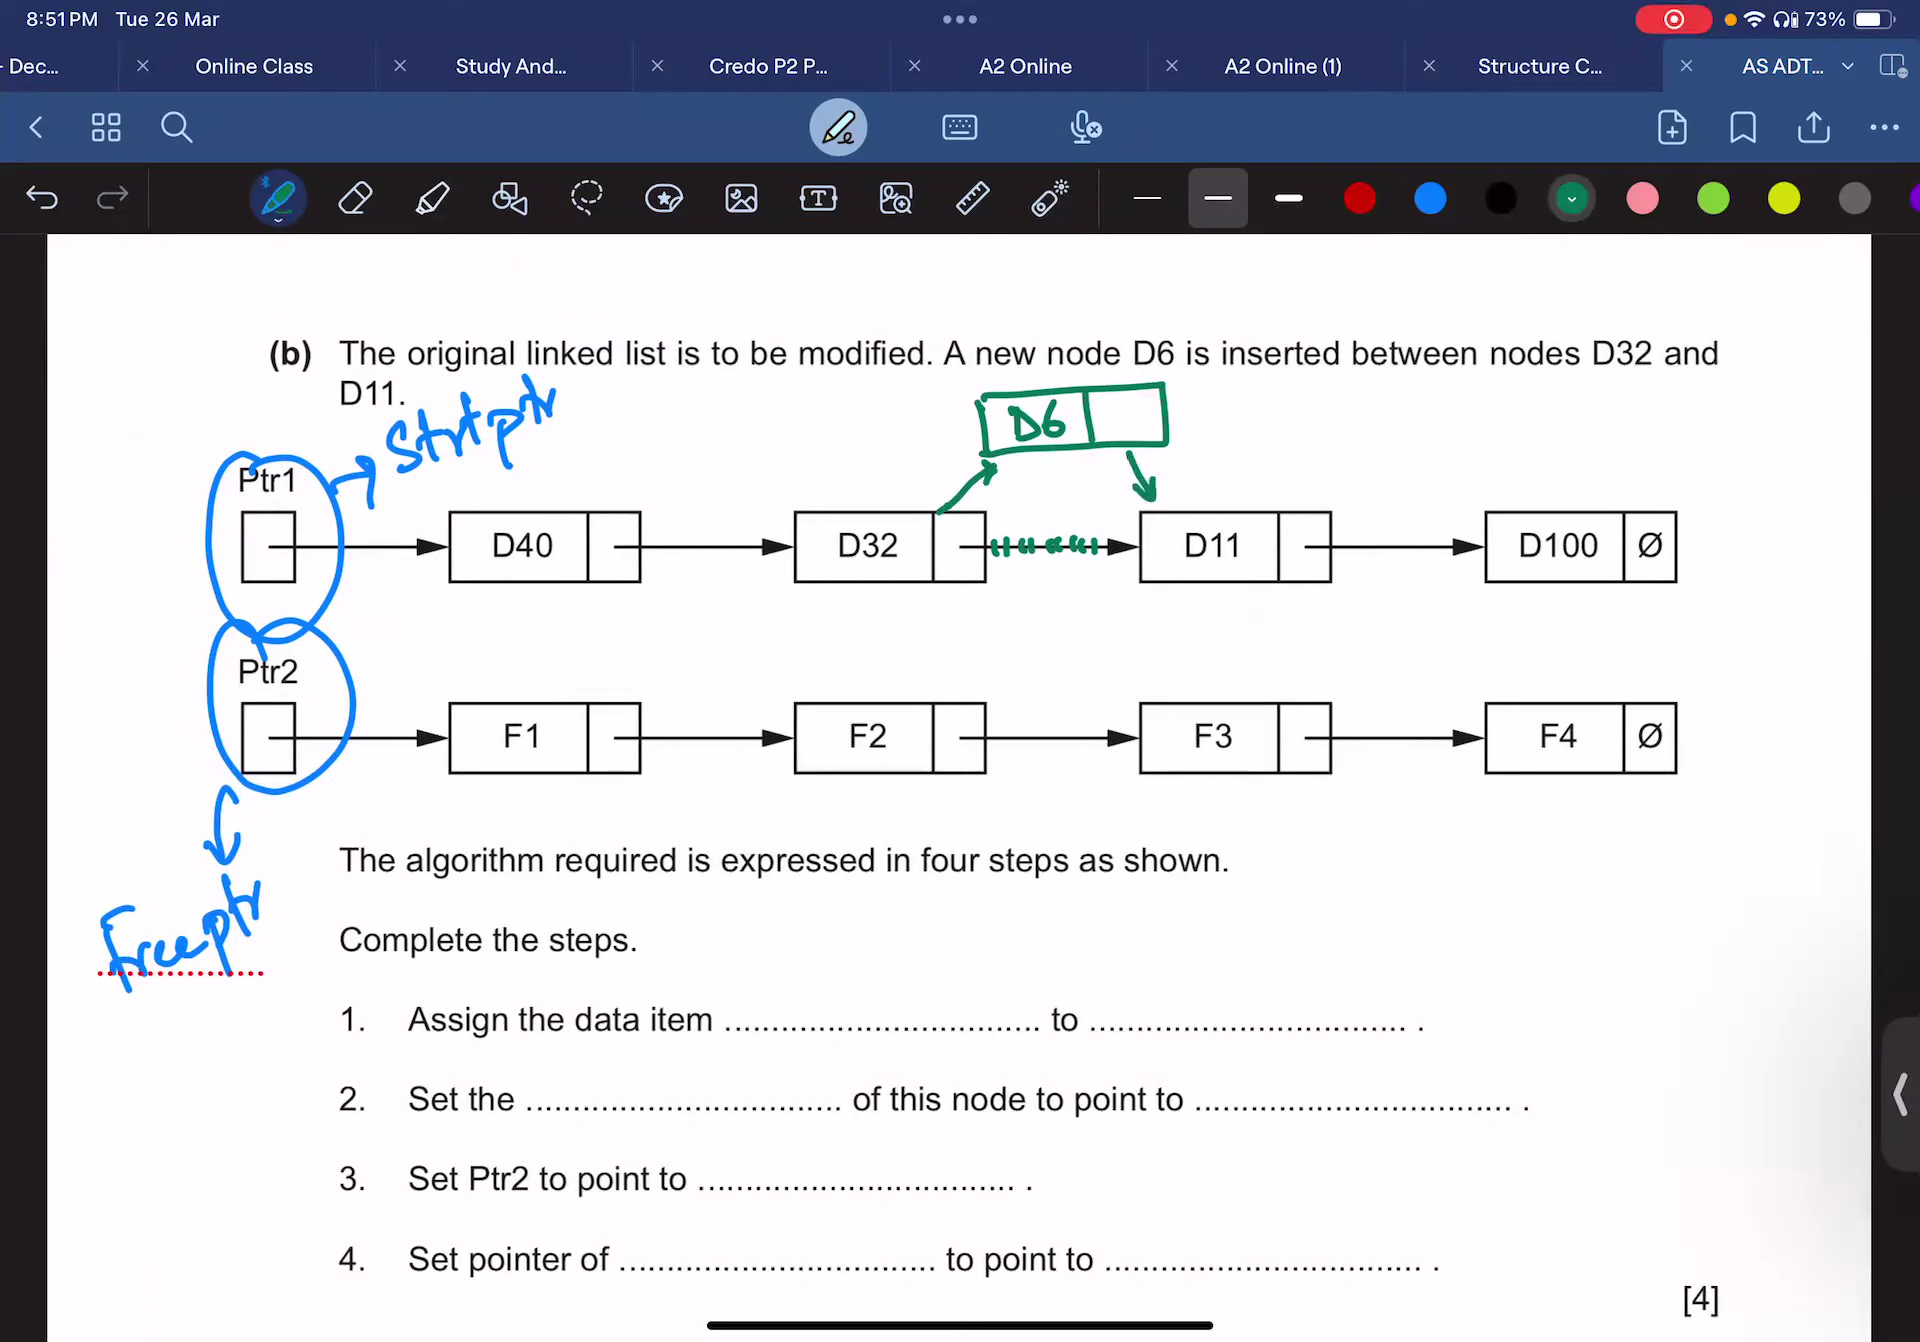 8:51 PM Tue 26 Mar
73%
- Dec... Online Class Study And... Credo P2 P... A2 Online A2 Online (1) Structure C... AS ADT...
(b) The original linked list is to be modified. A new node D6 is inserted between nodes D32 and
D11.
Strtptr
D6
Ptr1
D40 D32 D11 D100 Ø
Ptr2
F1 F2 F3 F4 Ø
Freeptr
The algorithm required is expressed in four steps as shown.
Complete the steps.
1. Assign the data item ................................. to ................................. .
2. Set the ................................. of this node to point to ................................. .
3. Set Ptr2 to point to ................................. .
4. Set pointer of ................................. to point to ................................. .
[4]